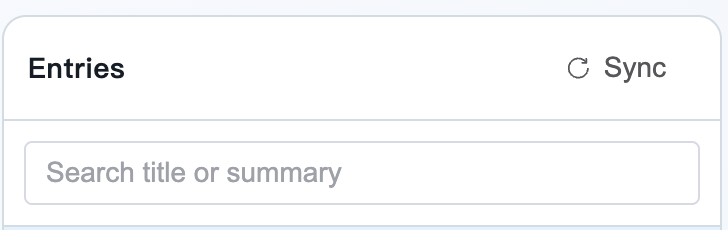 Entries
Sync
Search title or summary